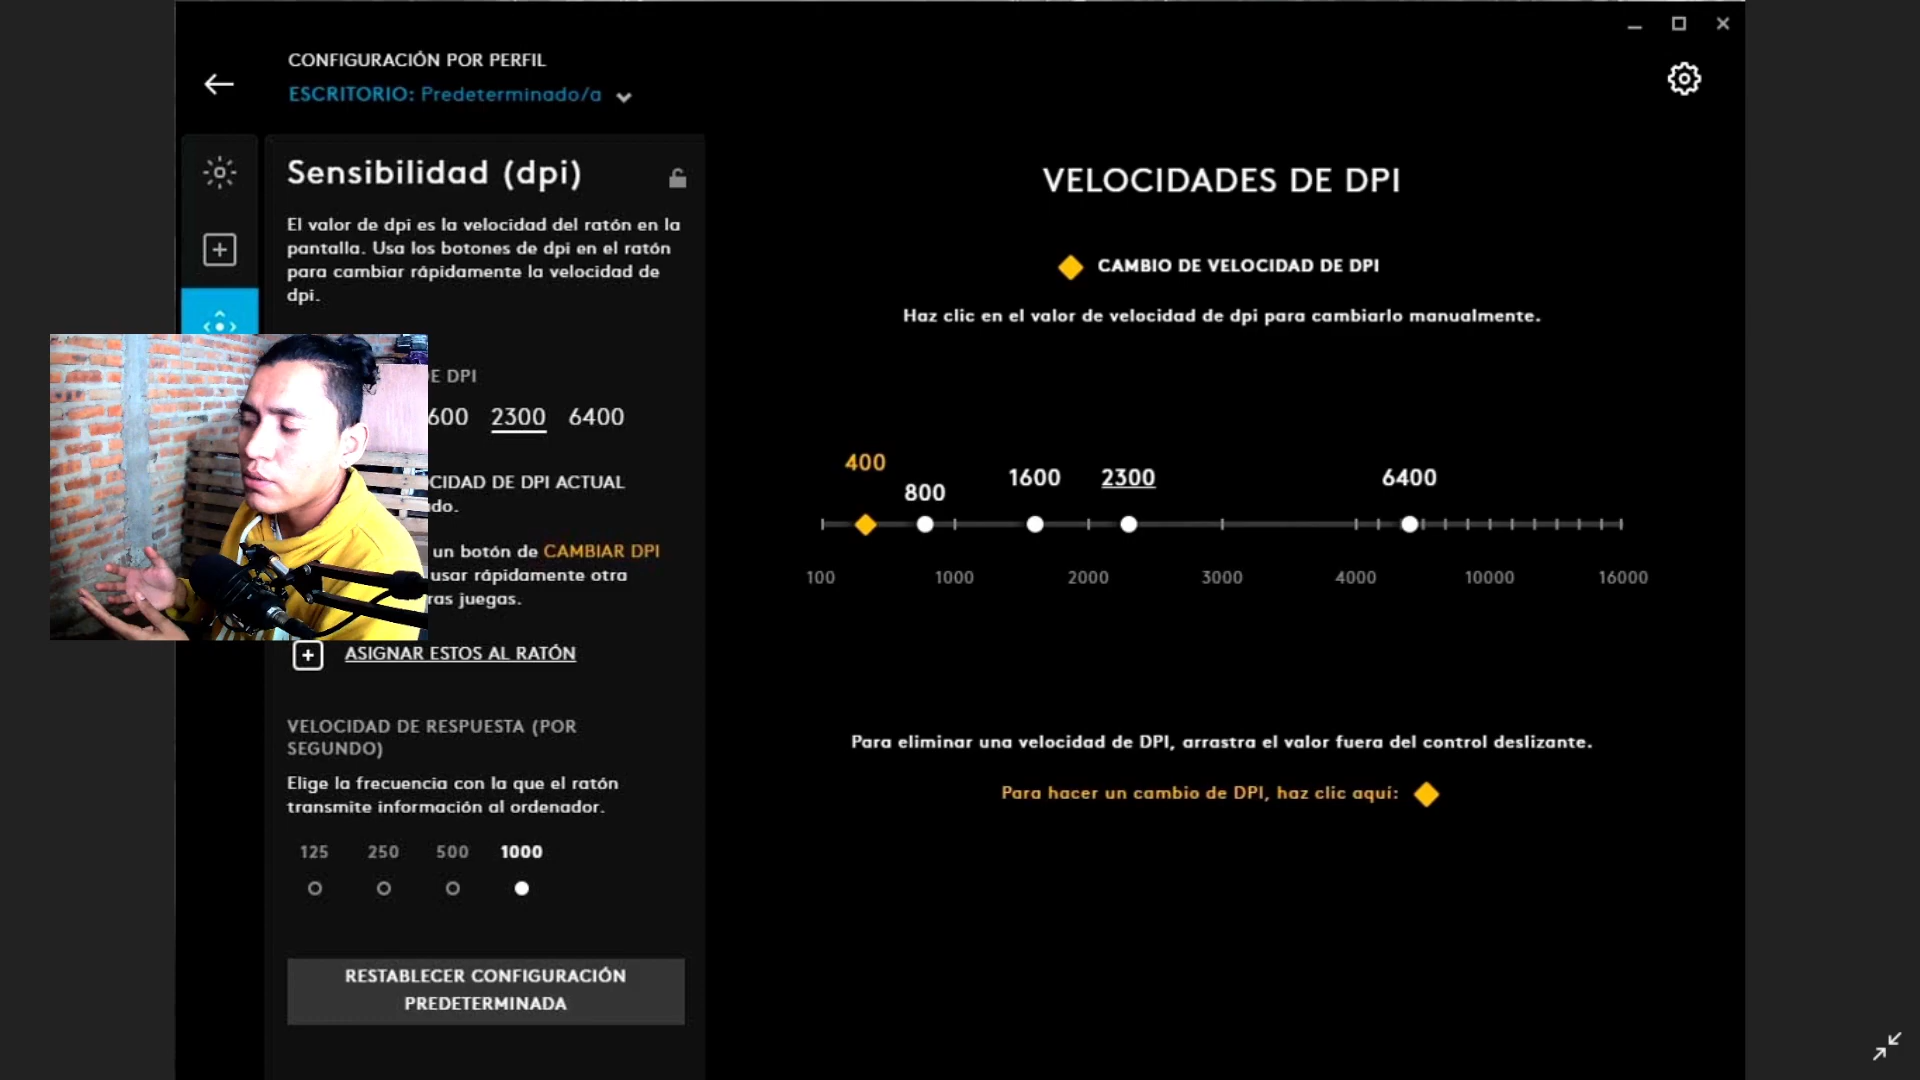 CONFIGURACIÓN POR PERFIL
ESCRITORIO: Predeterminado/a
Sensibilidad (dpi)
El valor de dpi es la velocidad del ratón en la
pantalla. Usa los botones de dpi en el ratón
para cambiar rápidamente la velocidad de
dpi.
DE DPI
600 2300 6400
CIDAD DE DPI ACTUAL
do.
un botón de CAMBIAR DPI
usar rápidamente otra
ras juegas.
ASIGNAR ESTOS AL RATÓN
VELOCIDAD DE RESPUESTA (POR
SEGUNDO)
Elige la frecuencia con la que el ratón
transmite información al ordenador.
125 250 500 1000
RESTABLECER CONFIGURACIÓN
PREDETERMINADA
VELOCIDADES DE DPI
CAMBIO DE VELOCIDAD DE DPI
Haz clic en el valor de velocidad de dpi para cambiarlo manualmente.
400 800 1600 2300 6400
100 1000 2000 3000 4000 10000 16000
Para eliminar una velocidad de DPI, arrastra el valor fuera del control deslizante.
Para hacer un cambio de DPI, haz clic aquí: